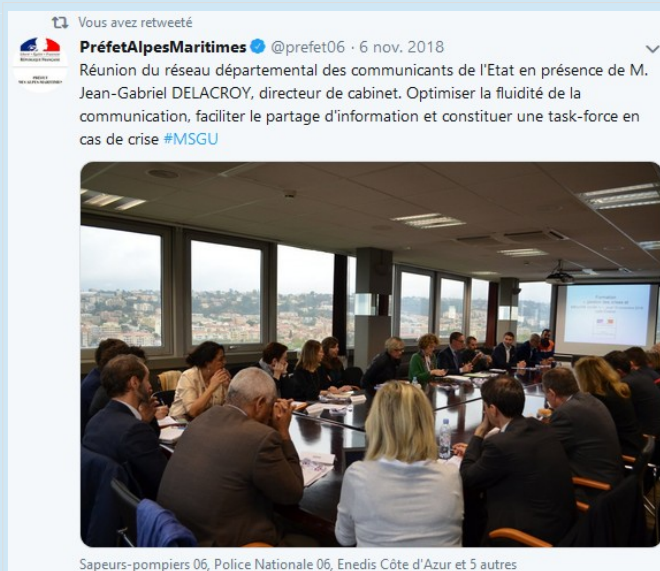 Vous avez retweeté
PréfetAlpesMaritimes @prefet06 · 6 nov. 2018
Réunion du réseau départemental des communicants de l'Etat en présence de M.
Jean-Gabriel DELACROY, directeur de cabinet. Optimiser la fluidité de la
communication, faciliter le partage d'information et constituer une task-force en
cas de crise #MSGU
Sapeurs-pompiers 06, Police Nationale 06, Enedis Côte d'Azur et 5 autres